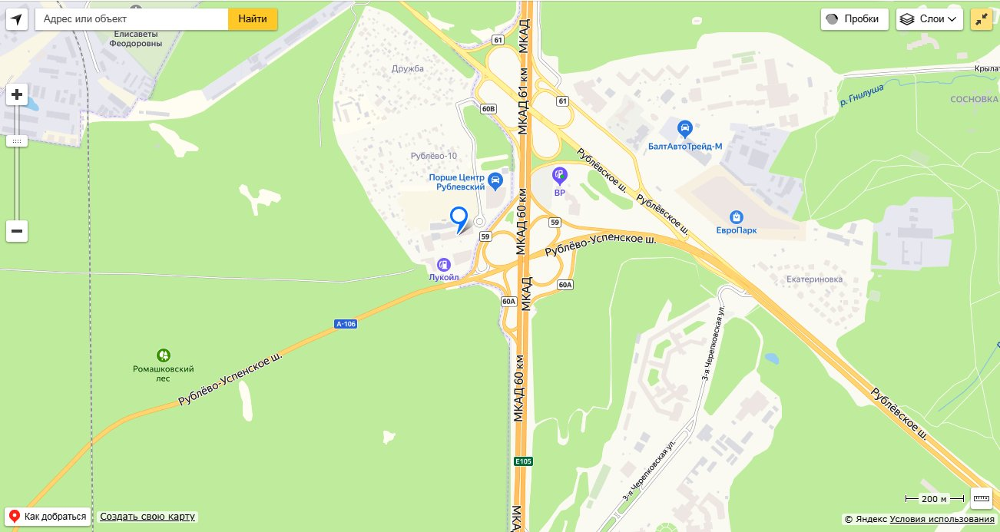 Адрес или объект
Найти
Пробки
Слои
Елисаветы
Феодоровны
61
МКАД
Дружба
МКАД 61 км
Крылат
р. Гнилуша
СОСНОВКА
60В
61
БалтАвтоТрейд-М
Рублёво-10
Рублёвское ш.
Порше Центр
Рублевский
ВР
МКАД 60 км
Рублёвское ш.
59
59
ЕвроПарк
Рублёво-Успенское ш.
Лукойл
МКАД
60А
60А
Екатериновка
А-106
3-я Черепковская ул.
Ромашковский
лес
Рублёво-Успенское ш.
МКАД 60 км
Рублёвское ш.
Е105
3-я Черепковская ул.
200 м
МКА
Как добраться
Создать свою карту
© Яндекс Условия использования